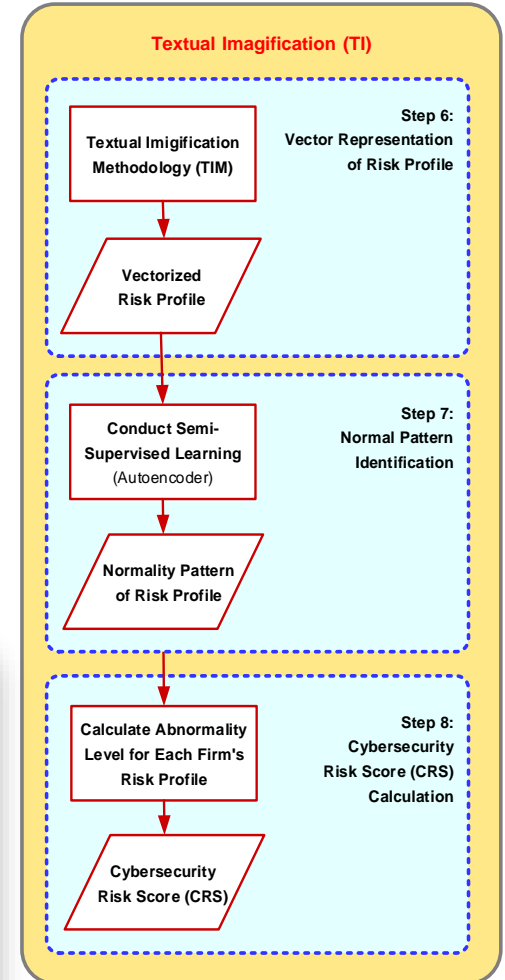 Textual Imagification (TI)
Step 6:
Vector Representation
of Risk Profile
Textual Imigification
Methodology (TIM)
Vectorized
Risk Profile
Step 7:
Normal Pattern
Identification
Conduct Semi-
Supervised Learning
(Autoencoder)
Normality Pattern
of Risk Profile
Step 8:
Cybersecurity
Risk Score (CRS)
Calculation
Calculate Abnormality
Level for Each Firm's
Risk Profile
Cybersecurity
Risk Score (CRS)